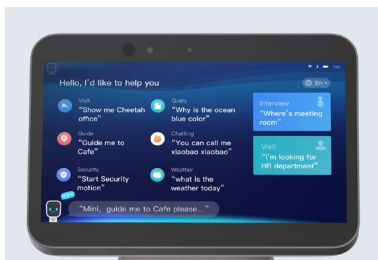 Hello, I'd like to help you
En
Visit
"Show me Cheetah
office"
Query
"Why is the ocean
blue color"
Interview
"Where's meeting
room"
Guide
"Guide me to
Cafe"
Chatting
"You can call me
xiaobao xiaobao"
Visit
"I'm looking for
HR department"
Security
"Start Security
motion"
Weather
"what is the
weather today"
"Mini, guide me to Cafe please..."